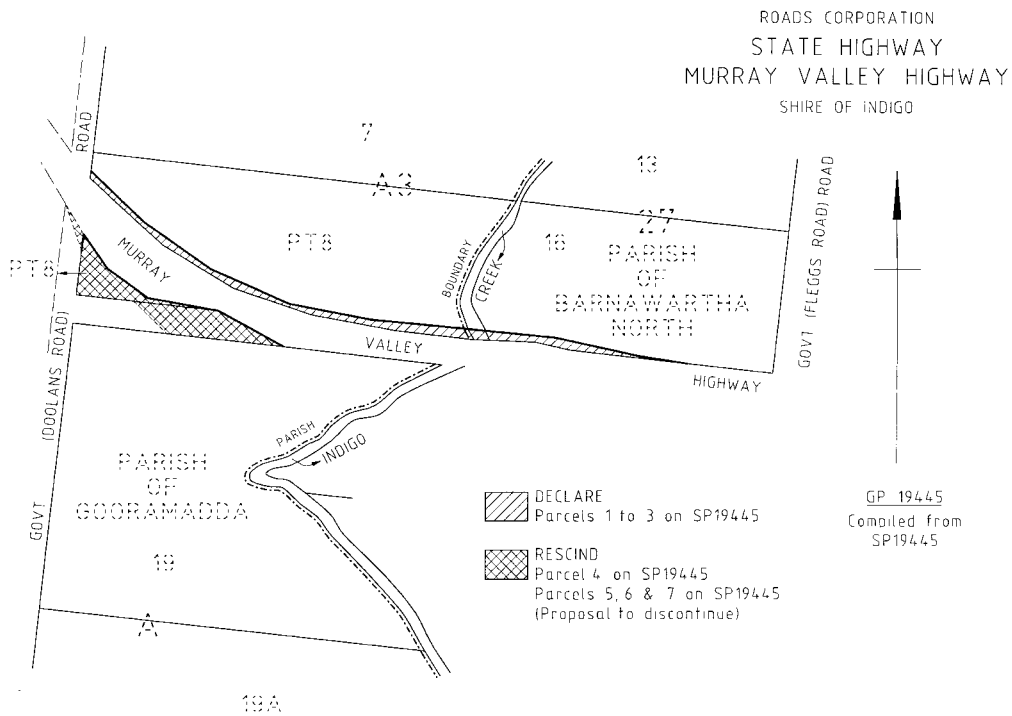 ROADS CORPORATION
STATE HIGHWAY
MURRAY VALLEY HIGHWAY
SHIRE OF INDIGO
ROAD
7
A3
13
27
PT8
16
PARISH
OF
BARNAWARTHA
NORTH
BOUNDARY
CREEK
GOVT (FLEGGS ROAD) ROAD
MURRAY
PT8
VALLEY
HIGHWAY
GOVT (DOOLANS ROAD)
PARISH
INDIGO
PARISH
OF
GOORAMADDA
19
A
19A
DECLARE
Parcels 1 to 3 on SP19445
RESCIND
Parcel 4 on SP19445
Parcels 5, 6 & 7 on SP19445
(Proposal to discontinue)
GP 19445
Compiled from
SP19445